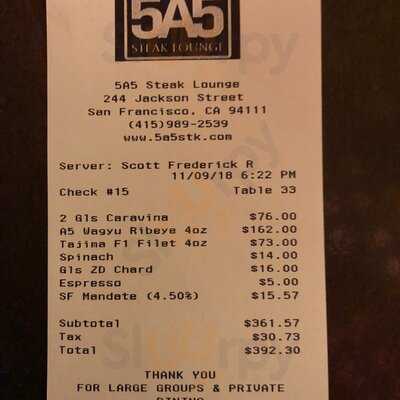 5A5
STEAK LOUNGE
5A5 Steak Lounge
244 Jackson Street
San Francisco, CA 94111
(415)989-2539
www.5a5stk.com
Server: Scott Frederick R
11/09/18 6:22 PM
Check #15 Table 33
2 Gls Caravina $76.00
A5 Wagyu Ribeye 4oz $162.00
Tajima F1 Filet 4oz $73.00
Spinach $14.00
Gls ZD Chard $16.00
Espresso $5.00
SF Mandate (4.50%) $15.57
Subtotal $361.57
Tax $30.73
Total $392.30
THANK YOU
FOR LARGE GROUPS & PRIVATE
DINING